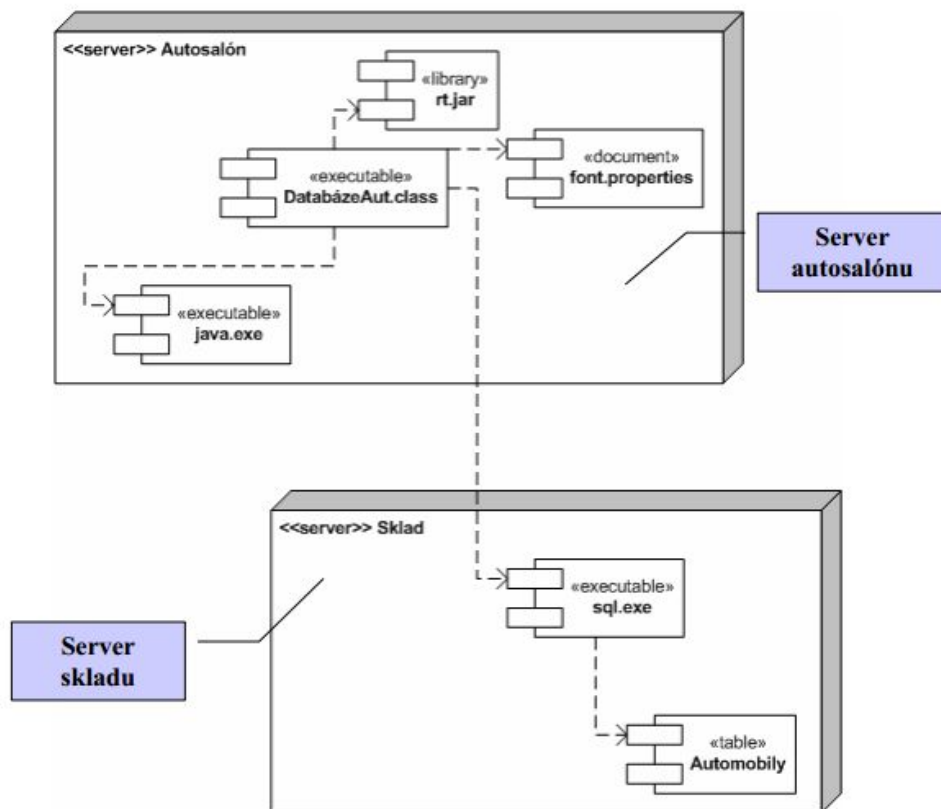 <<server>> Autosalón
«library»
rt.jar
«document»
font.properties
«executable»
DatabázeAut.class
Server
autosalónu
«executable»
java.exe
<<server>> Sklad
«executable»
sql.exe
Server
skladu
«table»
Automobily